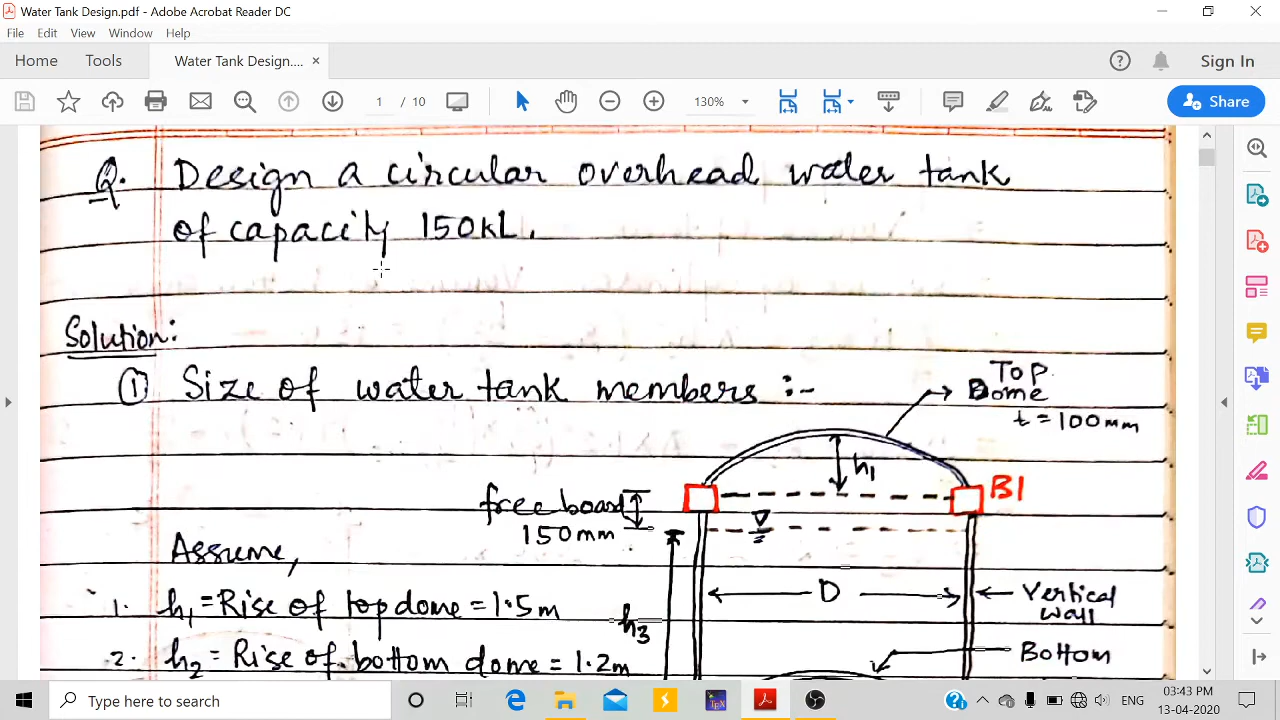 Water Tank Design.pdf - Adobe Acrobat Reader DC
File Edit View Window Help
Home Tools Water Tank Design.... × Sign In
1 / 10 130% Share
Q. Design a circular overhead water tank
of capacity 150kL.
Solution:
① Size of water tank members :-
Top
Dome
t = 100mm
h1
free board
150mm
B1
Assume,
D
Vertical
wall
1. h1 = Rise of top dome = 1.5m
h3
2. h2 = Rise of bottom dome = 1.2m
Bottom
Type here to search
ENG
03:43 PM
13-04-2020